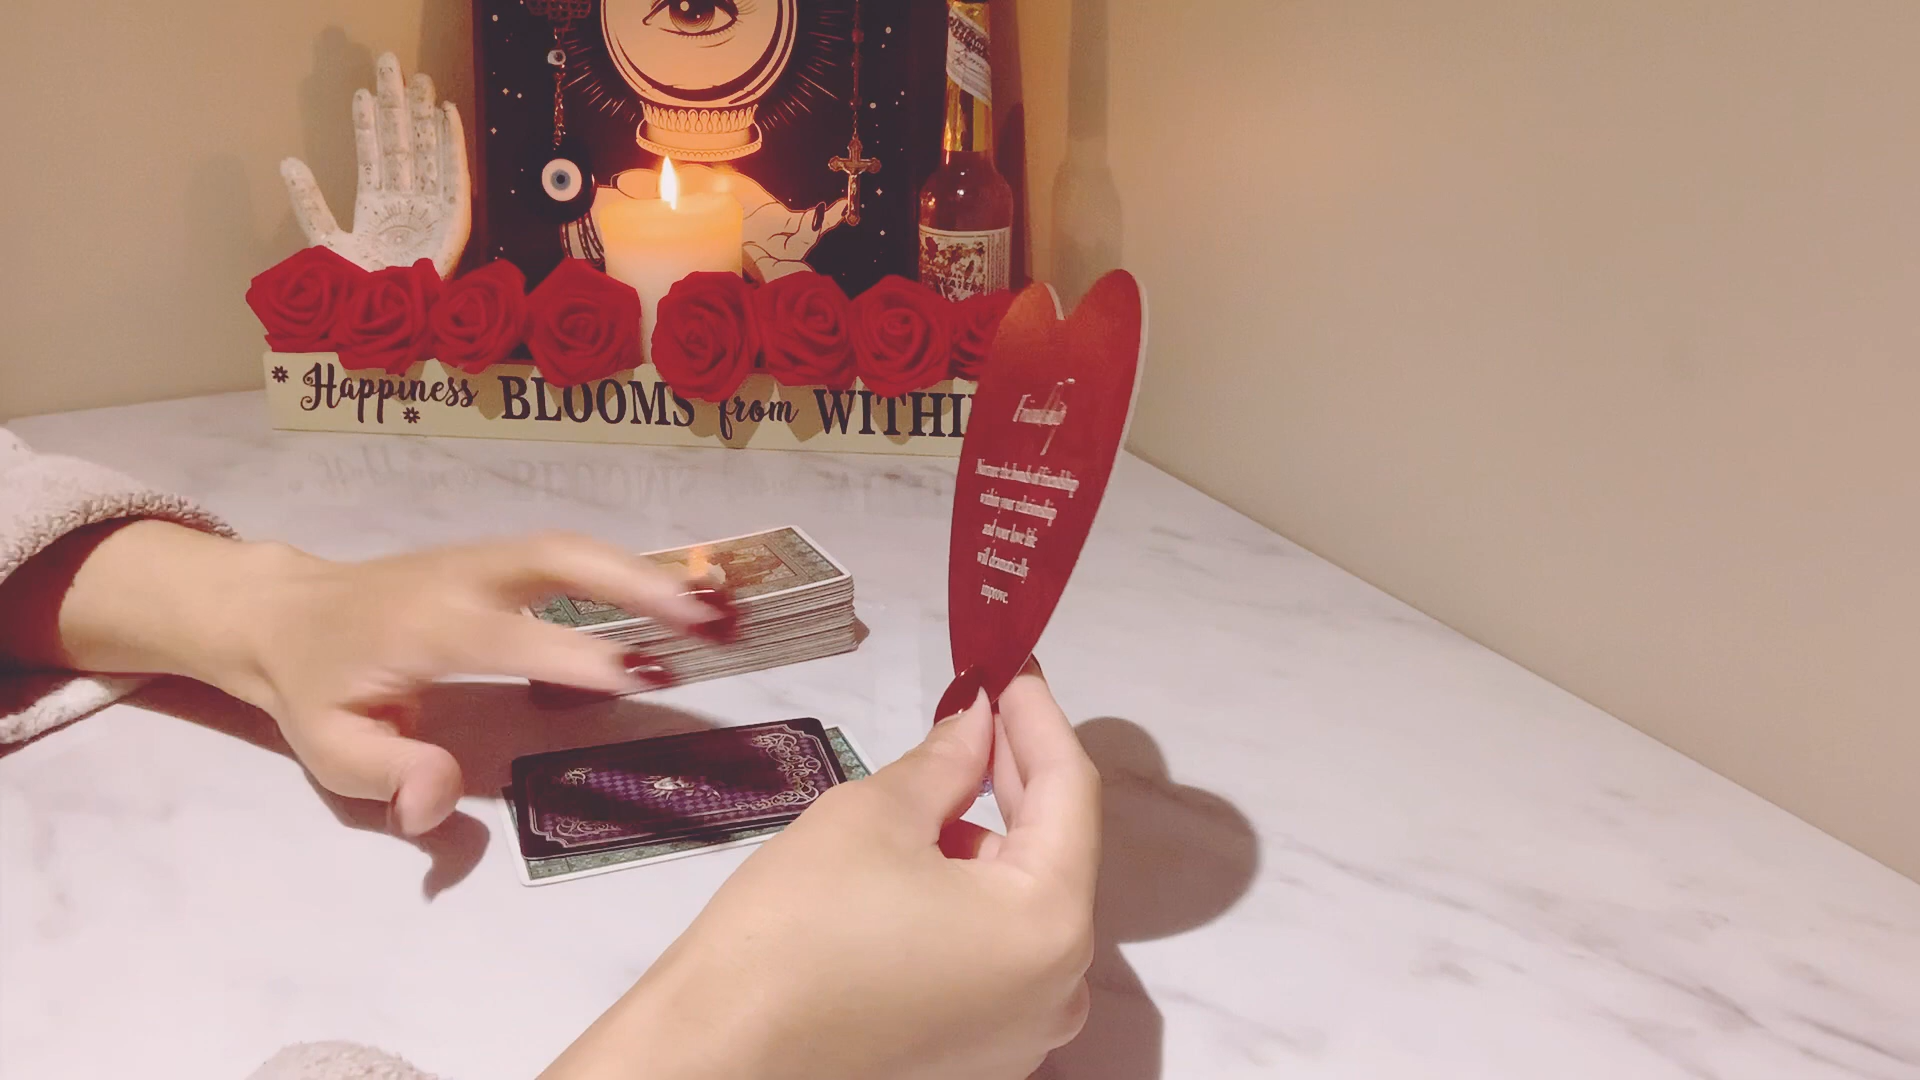 Happiness BLOOMS from WITHI
Friendship
Nurture the bonds of friendship
within your relationship
and your love life
will dramatically
improve.